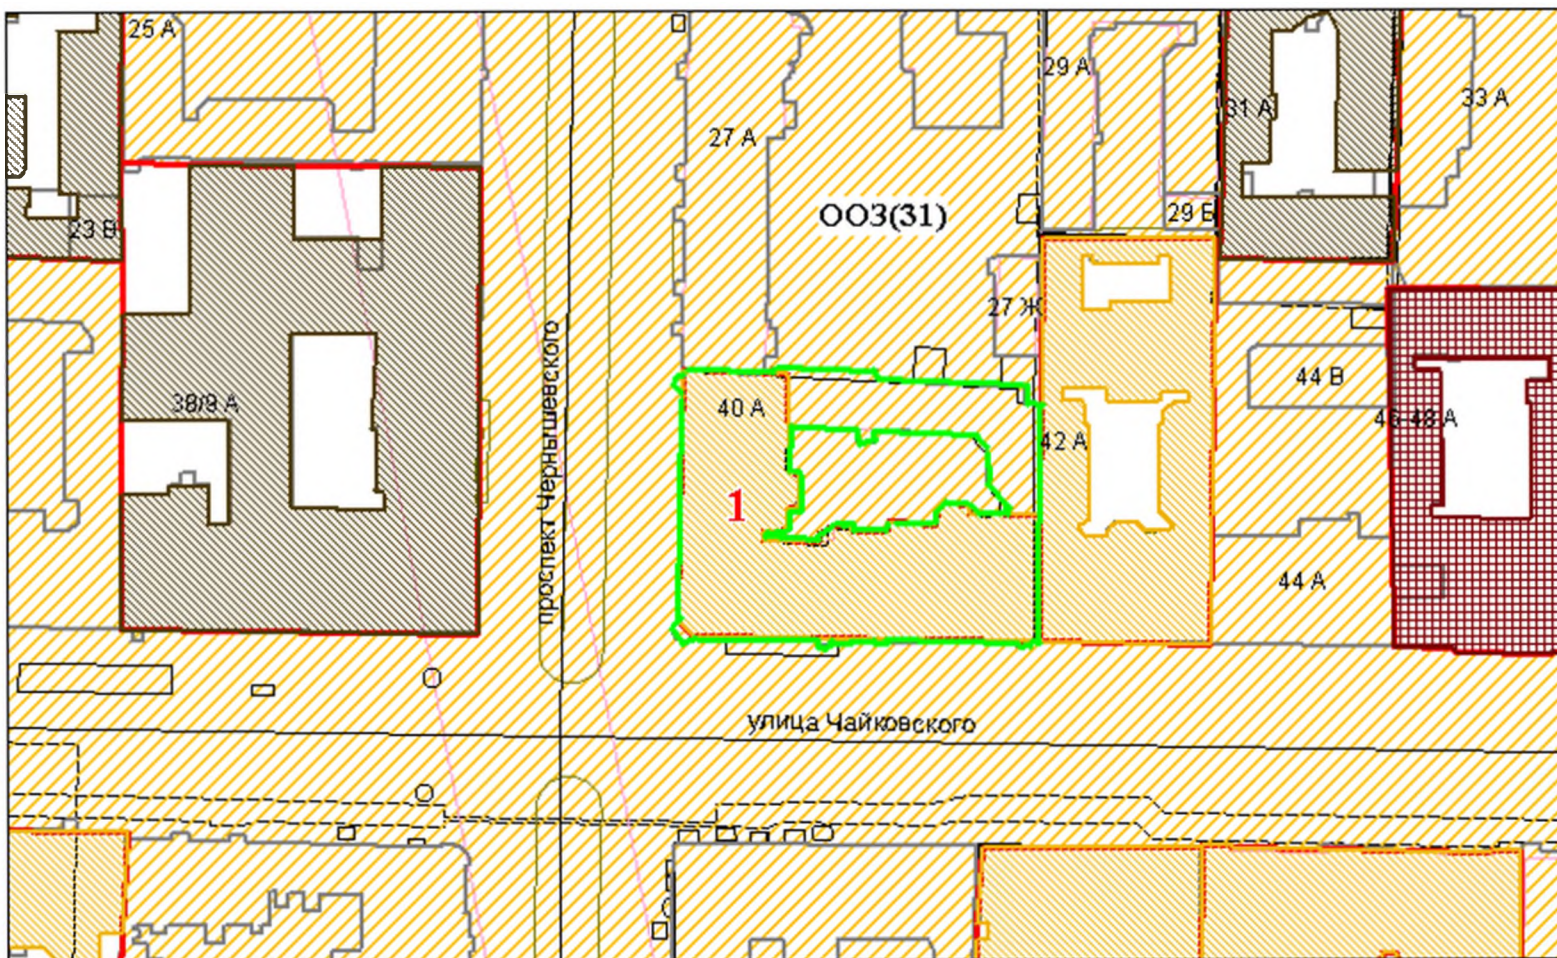 25 А
29 А
33 А
31 А
27 А
ОО3(31)
29 Б
23 В
27 Ж
44 В
38/9 А
40 А
46-48 А
42 А
1
проспект Чернышевского
44 А
улица Чайковского